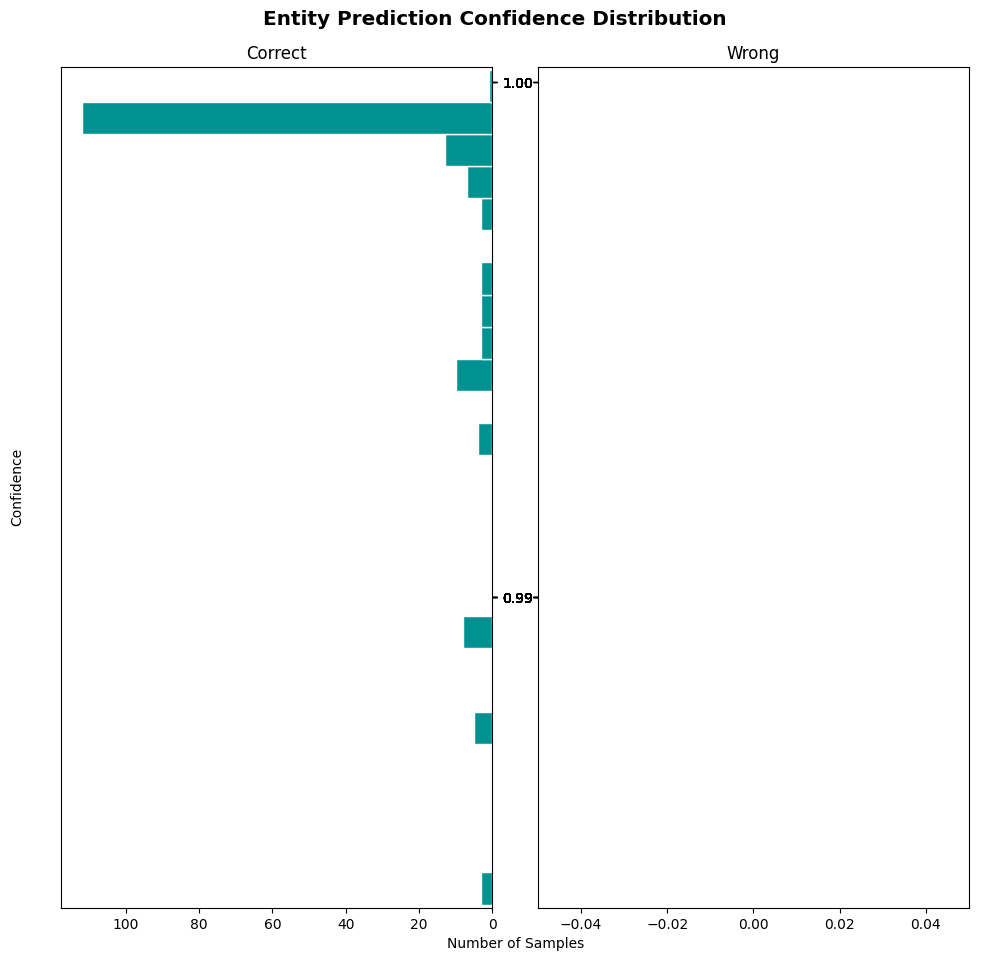 Entity Prediction Confidence Distribution
Correct
Wrong
1.00
0.99
Confidence
100 80 60 40 20 0
−0.04 −0.02 0.00 0.02 0.04
Number of Samples